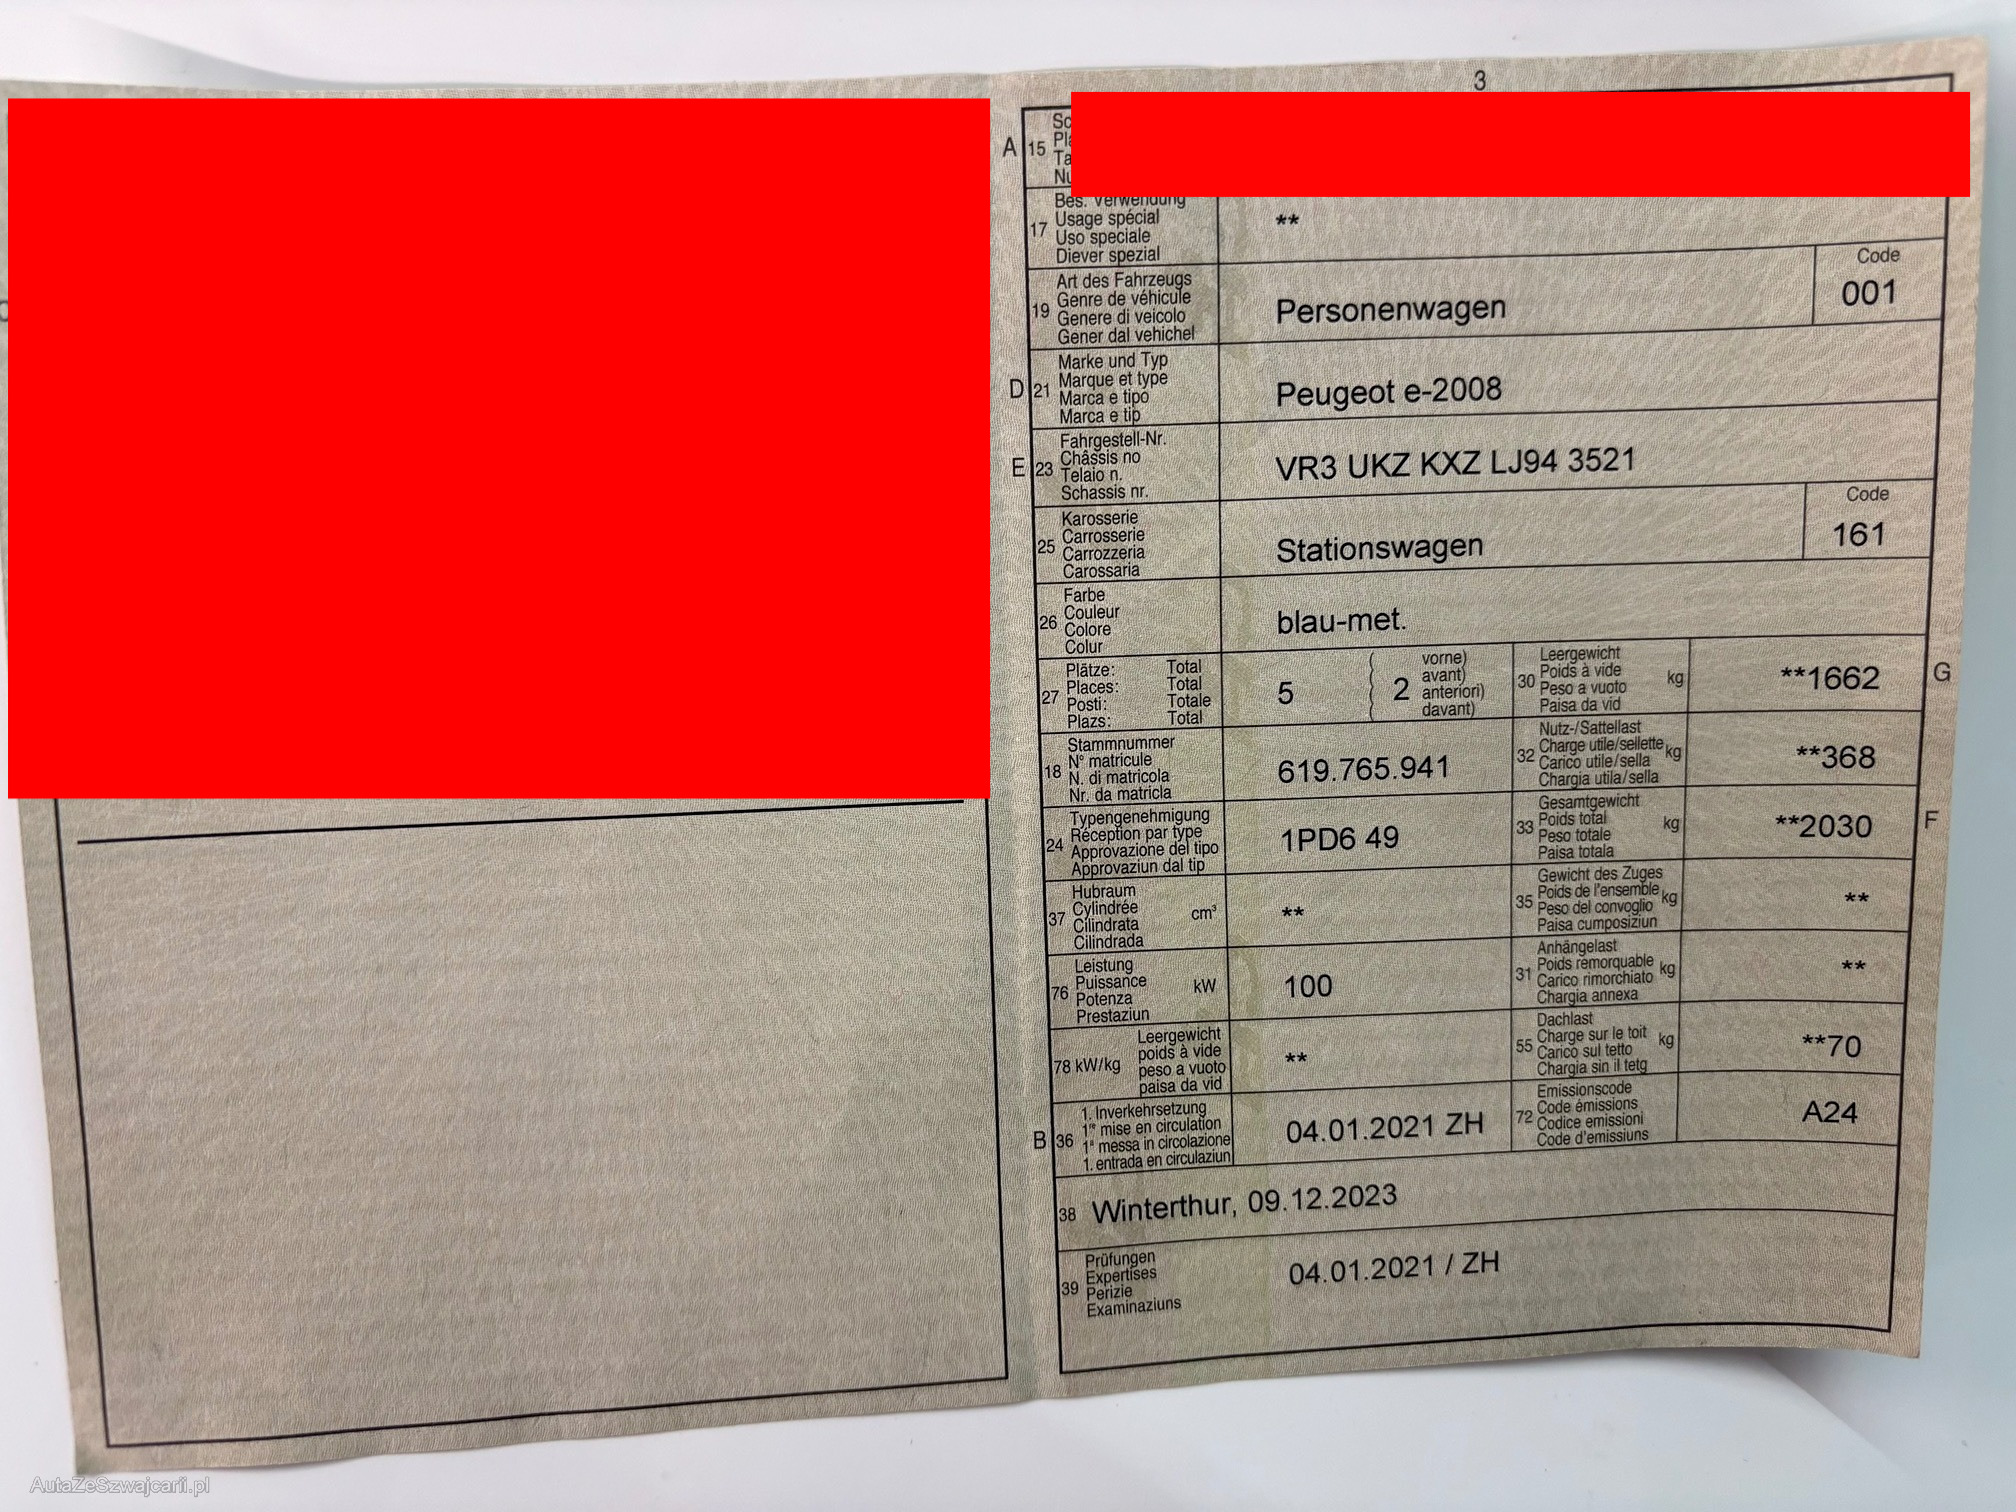 3
A 15
17 Bes. Verwendung
Usage spécial
Uso speciale
Diever spezial
**
19 Art des Fahrzeugs
Genre de véhicule
Genere di veicolo
Gener dal vehichel
Personenwagen
Code
001
D 21 Marke und Typ
Marque et type
Marca e tipo
Marca e tip
Peugeot e-2008
E 23 Fahrgestell-Nr.
Châssis no
Telaio n.
Schassis nr.
VR3 UKZ KXZ LJ94 3521
25 Karosserie
Carrosserie
Carrozzeria
Carossaria
Stationswagen
Code
161
26 Farbe
Couleur
Colore
Colur
blau-met.
27 Plätze: Total
Places: Total
Posti: Totale
Plazs: Total
5
2
vorne)
avant)
anteriori)
davant)
30 Leergewicht
Poids à vide
Peso a vuoto
Paisa da vid
kg
**1662
G
18 Stammnummer
N° matricule
N. di matricola
Nr. da matricla
619.765.941
32 Nutz-/Sattellast
Charge utile/sellette
Carico utile/sella
Chargia utila/sella
kg
**368
24 Typengenehmigung
Réception par type
Approvazione del tipo
Approvaziun dal tip
1PD6 49
33 Gesamtgewicht
Poids total
Peso totale
Paisa totala
kg
**2030
F
37 Hubraum
Cylindrée
Cilindrata
Cilindrada
cm³
**
35 Gewicht des Zuges
Poids de l'ensemble
Peso del convoglio
Paisa cumposiziun
kg
**
76 Leistung
Puissance
Potenza
Prestaziun
kW
100
31 Anhängelast
Poids remorquable
Carico rimorchiato
Chargia annexa
kg
**
78 kW/kg
Leergewicht
poids à vide
peso a vuoto
paisa da vid
**
55 Dachlast
Charge sur le toit
Carico sul tetto
Chargia sin il tetg
kg
**70
B 36 1. Inverkehrsetzung
1re mise en circulation
1a messa in circolazione
1. entrada en circulaziun
04.01.2021 ZH
72 Emissionscode
Code émissions
Codice emissioni
Code d'emissiuns
A24
38 Winterthur, 09.12.2023
39 Prüfungen
Expertises
Perizie
Examinaziuns
04.01.2021 / ZH
AutaZeSzwajcarii.pl